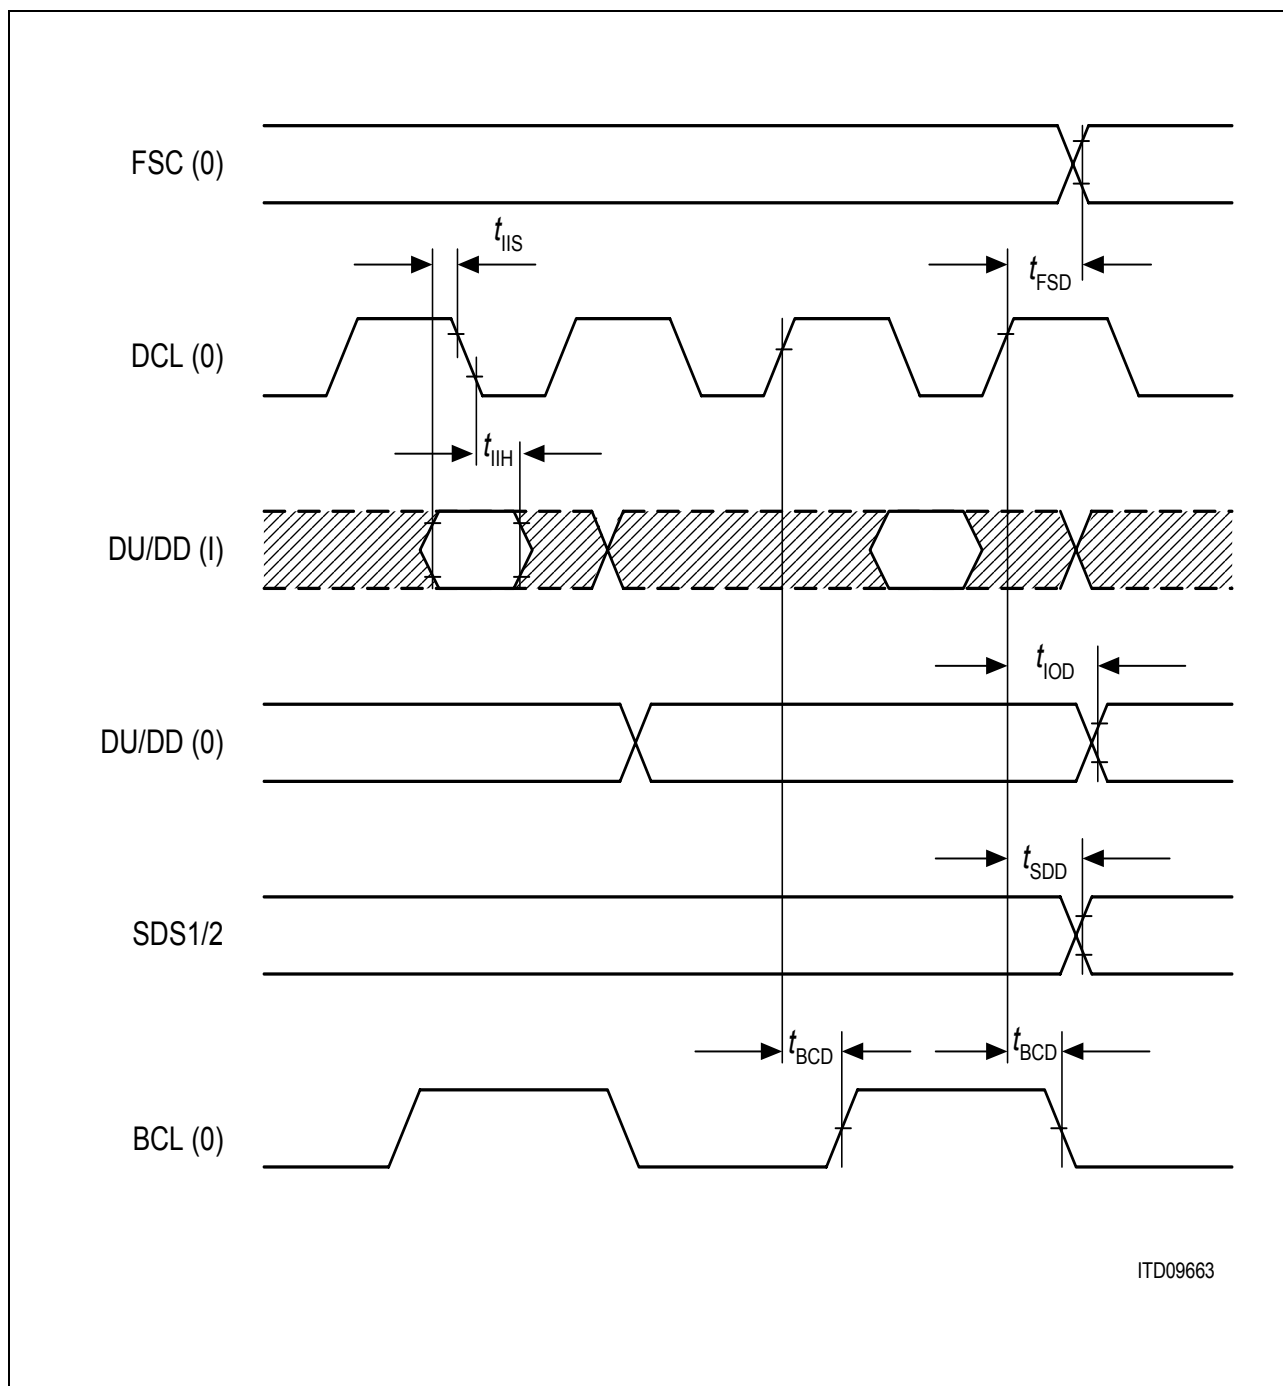 FSC (0)
tIIS
tFSD
DCL (0)
tIIH
DU/DD (I)
tIOD
DU/DD (0)
tSDD
SDS1/2
tBCD
tBCD
BCL (0)
ITD09663